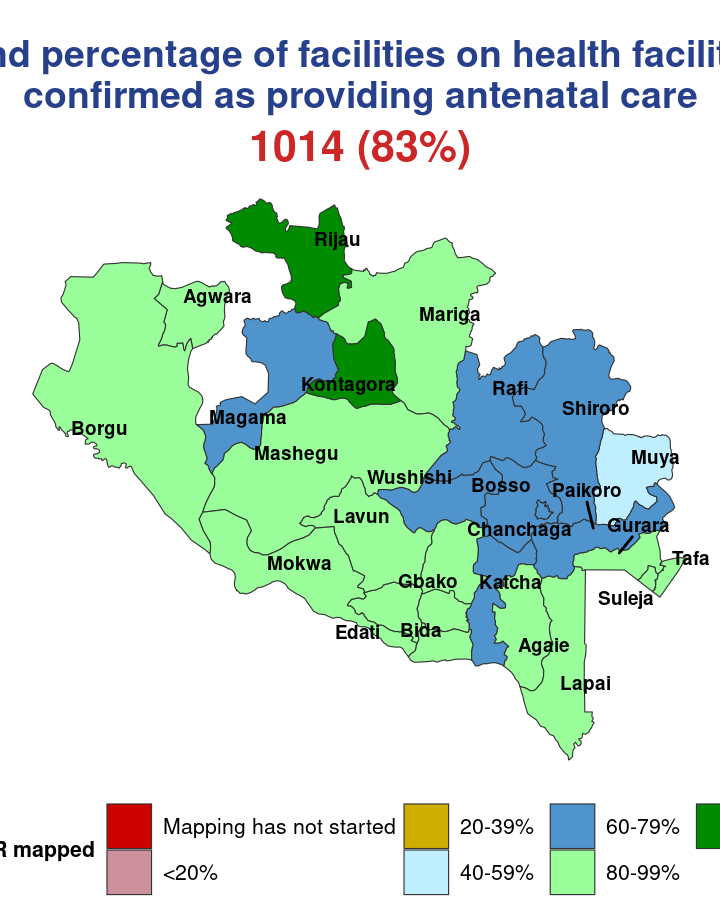 percentage of facilities on health
confirmed as providing antenatal care
1014 (83%)
Rijau
Agwara
Mariga
Kontagora
Rafi
Shiroro
Magama
Borgu
Mashegu
Muya
Wushishi
Bosso
Paikoro
Lavun
Chanchaga
Gurara
Mokwa
Tafa
Gbako
Katcha
Suleja
Edati
Bida
Agaie
Lapai
mapped
Mapping has not started
20-39%
60-79%
<20%
40-59%
80-99%